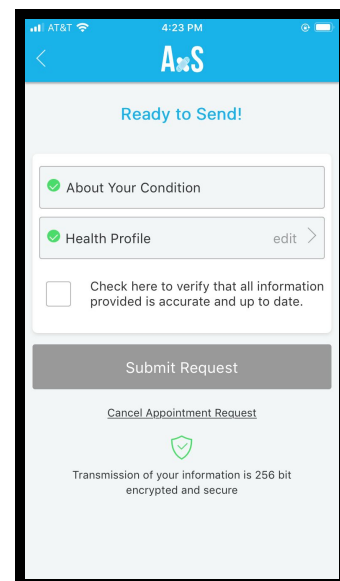 AT&T 4:23 PM
AxS
Ready to Send!
About Your Condition
Health Profile edit
Check here to verify that all information
provided is accurate and up to date.
Submit Request
Cancel Appointment Request
Transmission of your information is 256 bit
encrypted and secure